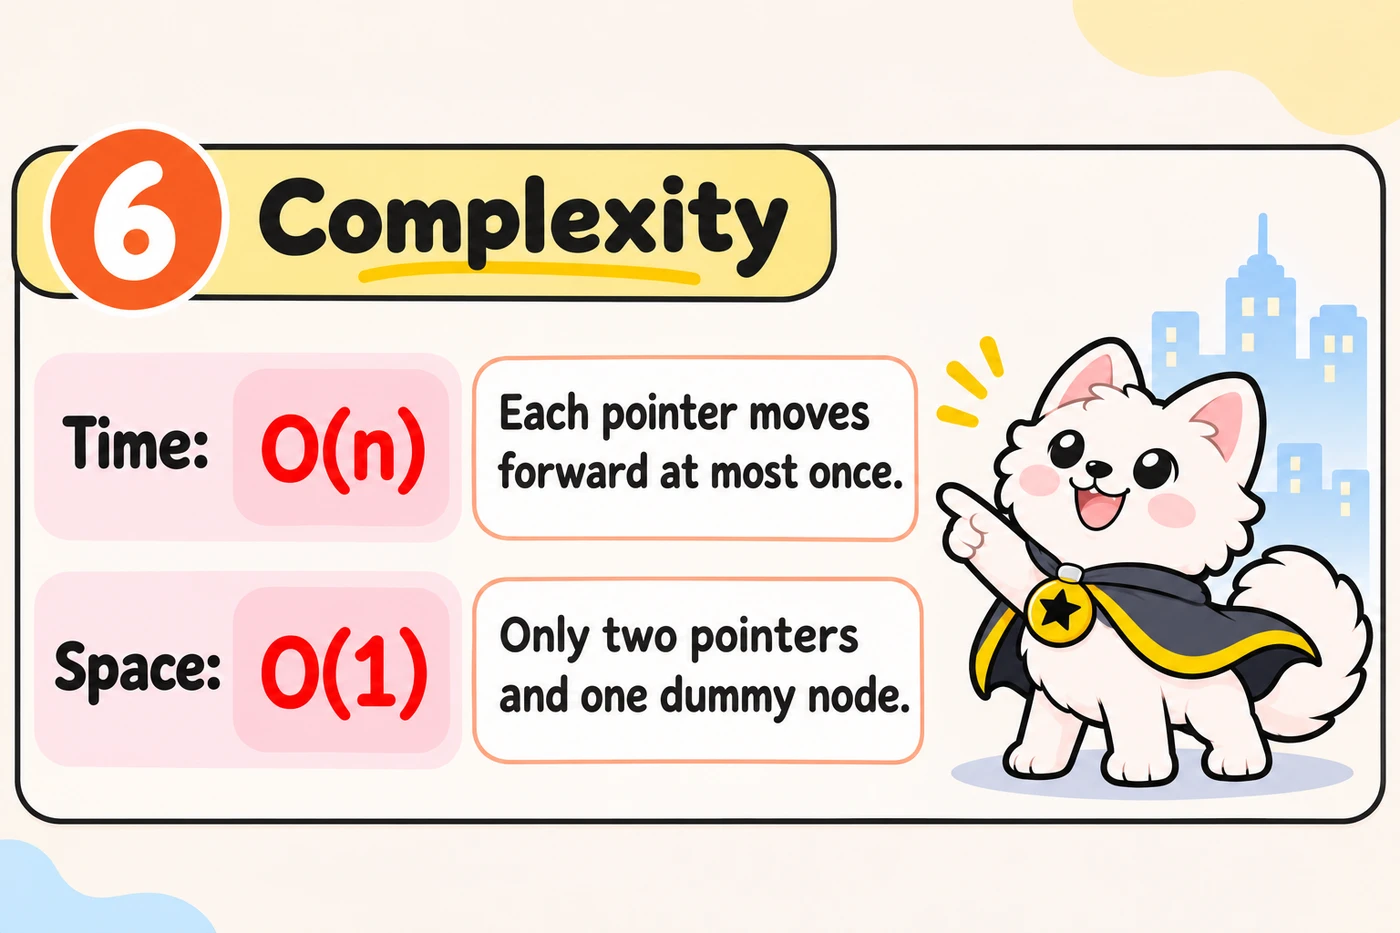 6
Complexity
Time: O(n)
Each pointer moves
forward at most once.
Space: O(1)
Only two pointers
and one dummy node.